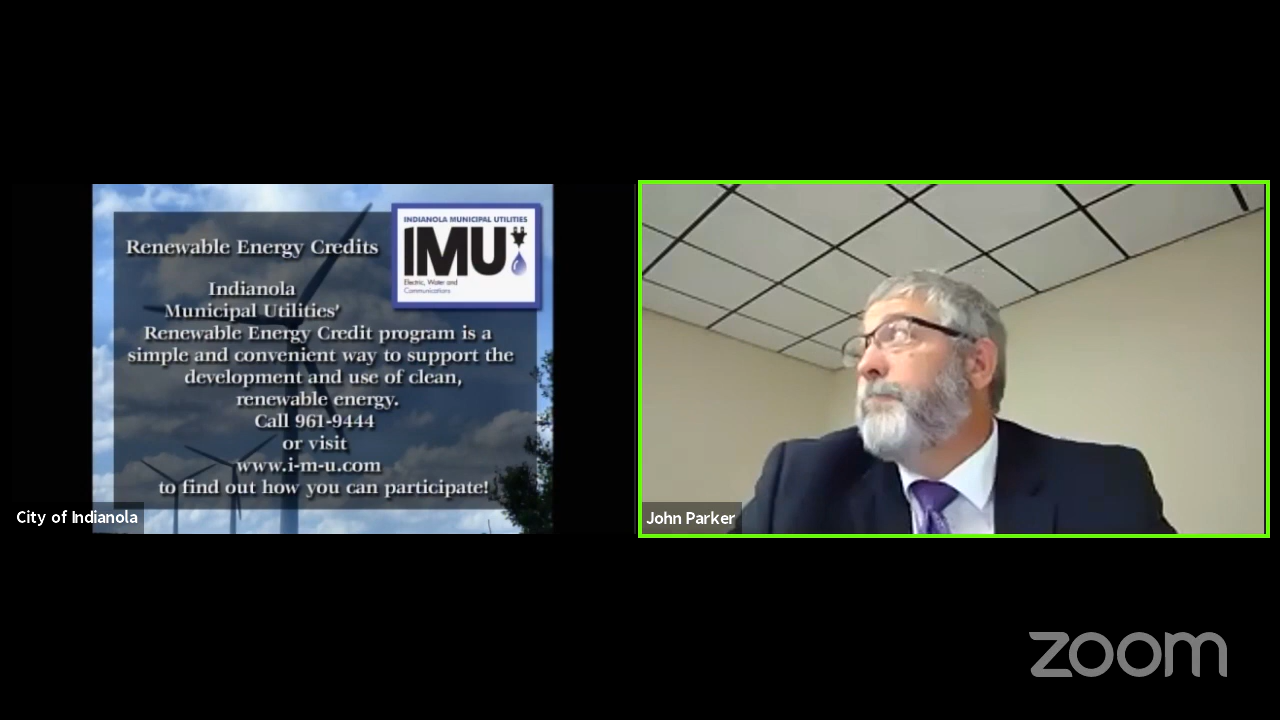 Renewable Energy Credits
INDIANOLA MUNICIPAL UTILITIES
IMU
Electric, Water and
Communications
Indianola
Municipal Utilities'
Renewable Energy Credit program is a
simple and convenient way to support the
development and use of clean,
renewable energy.
Call 961-9444
or visit
www.i-m-u.com
to find out how you can participate!
City of Indianola
John Parker
zoom